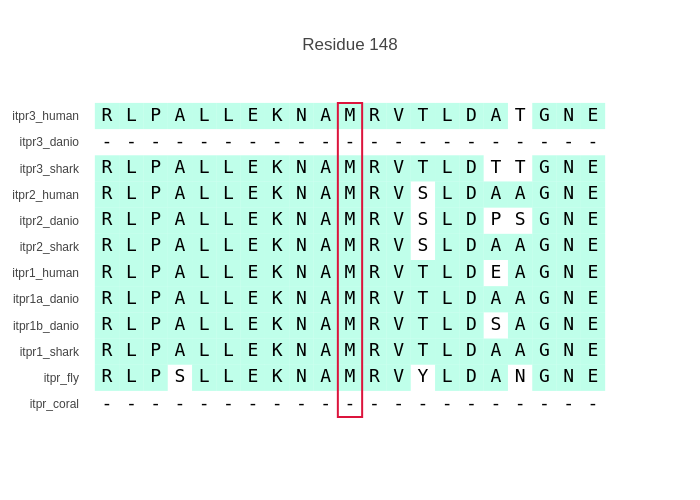 Residue 148
itpr3_human R L P A L L E K N A M R V T L D A T G N E
itpr3_danio - - - - - - - - - - - - - - - - - - - - -
itpr3_shark R L P A L L E K N A M R V T L D T T G N E
itpr2_human R L P A L L E K N A M R V S L D A A G N E
itpr2_danio R L P A L L E K N A M R V S L D P S G N E
itpr2_shark R L P A L L E K N A M R V S L D A A G N E
itpr1_human R L P A L L E K N A M R V T L D E A G N E
itpr1a_danio R L P A L L E K N A M R V T L D A A G N E
itpr1b_danio R L P A L L E K N A M R V T L D S A G N E
itpr1_shark R L P A L L E K N A M R V T L D A A G N E
itpr_fly R L P S L L E K N A M R V Y L D A N G N E
itpr_coral - - - - - - - - - - - - - - - - - - - - -